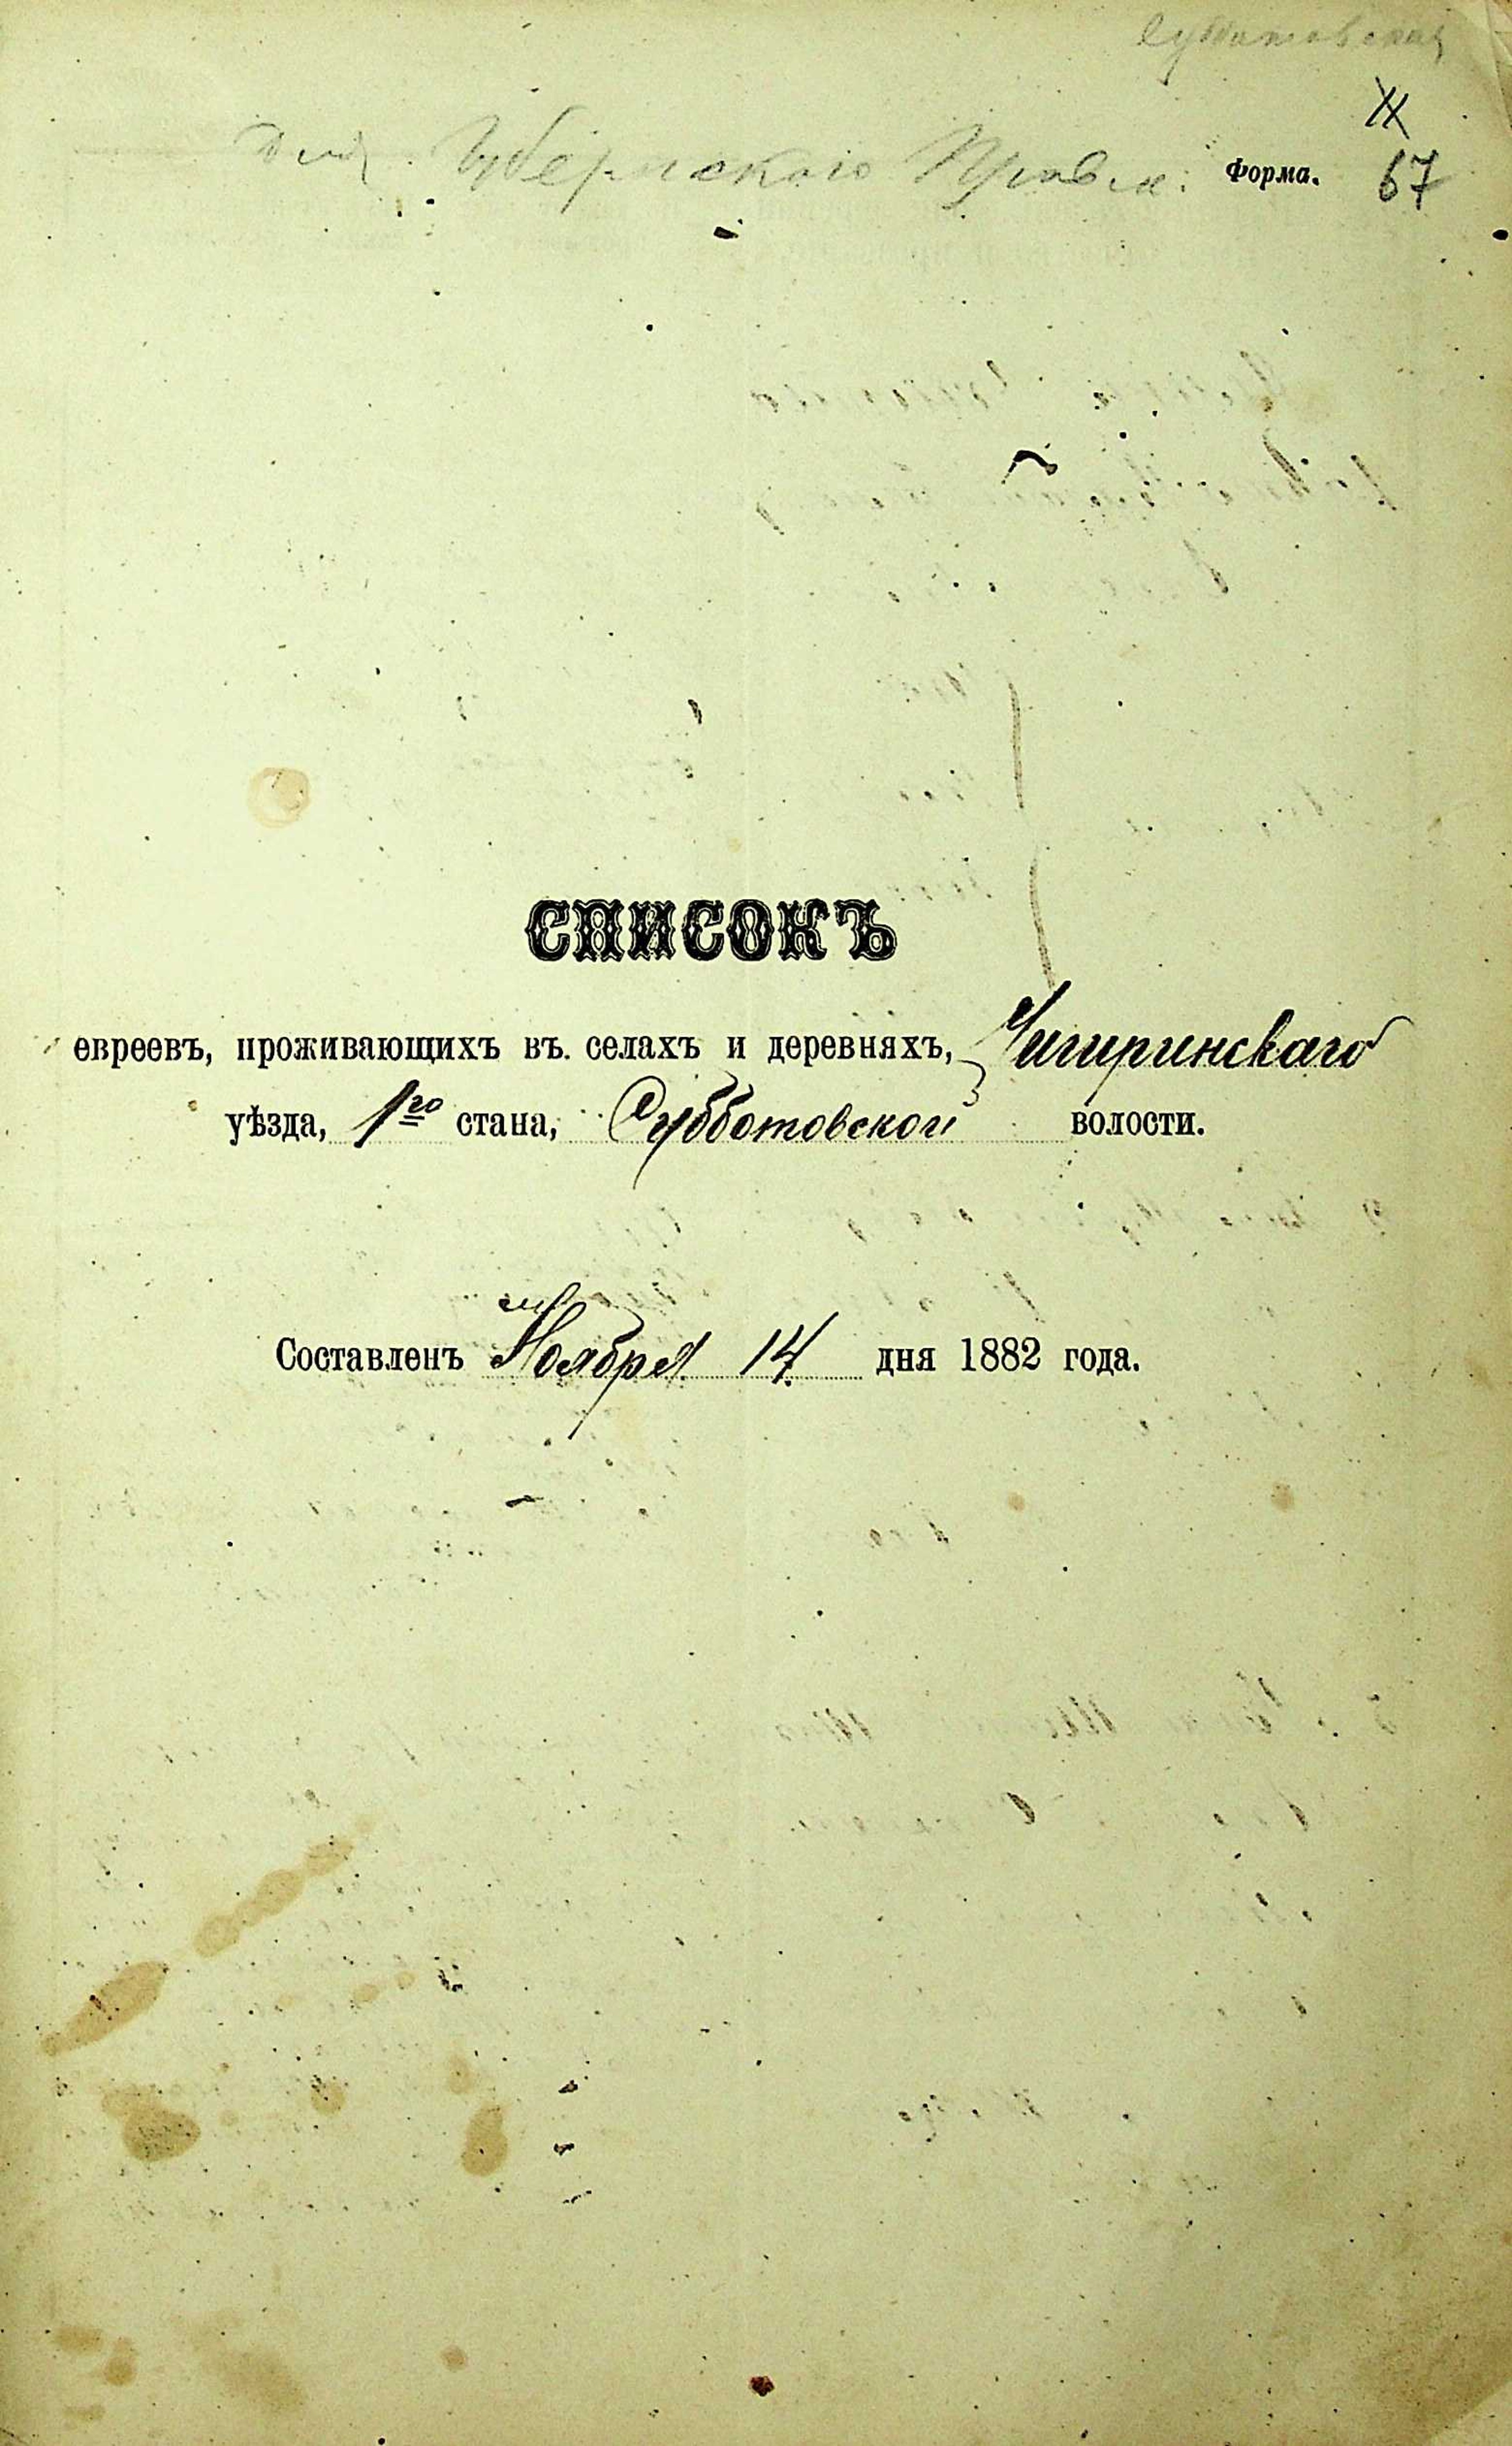 Субботовская
Губернского Правл.
Форма. 67
СПИСОКЪ
евреевъ, проживающихъ въ селахъ и деревняхъ, Чигиринскаго
уѣзда, 1го стана, Субботовской волости.
Составленъ Ноября 14 дня 1882 года.